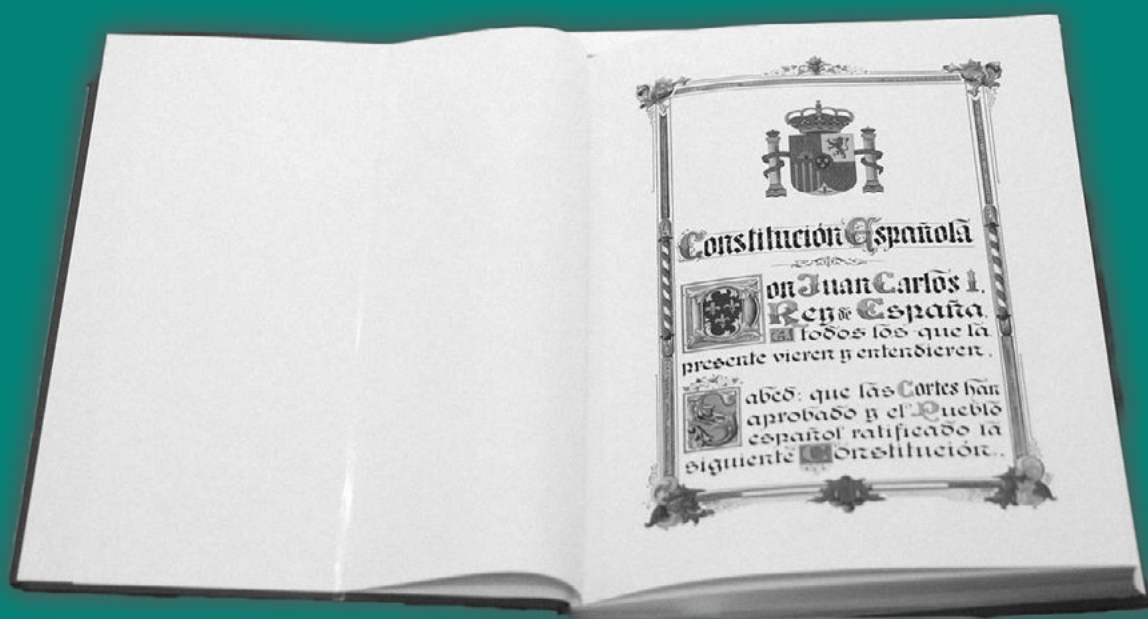 Constitución Española
Don Juan Carlos I,
Rey de España,
A todos los que la
presente vieren y entendieren,
Sabed: que las Cortes han
aprobado y el Pueblo
español ratificado la
siguiente Constitución..